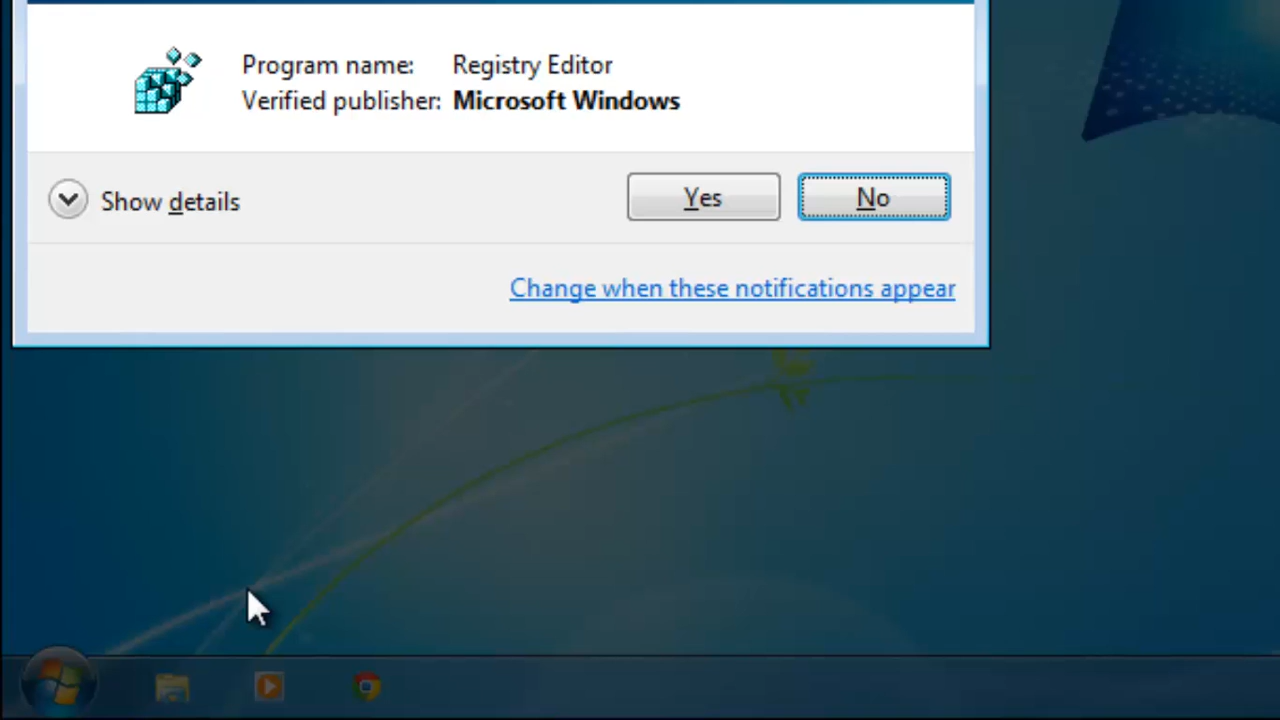 Program name: Registry Editor
Verified publisher: Microsoft Windows
Show details
Yes
No
Change when these notifications appear